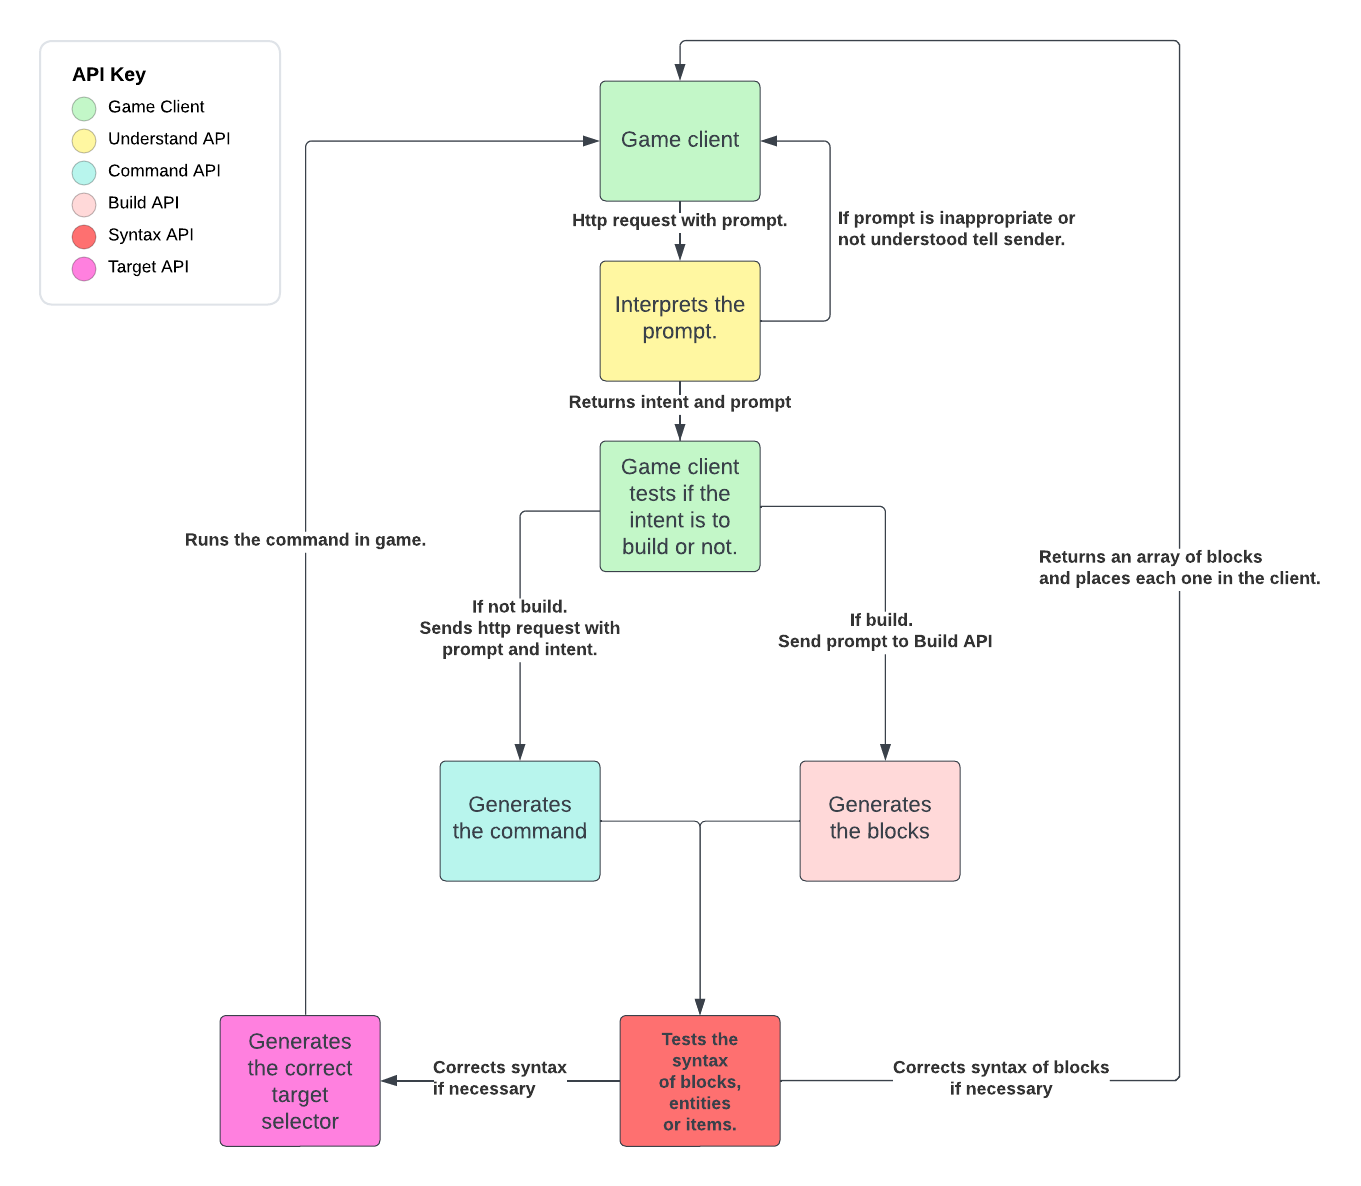 API Key
Game Client
Understand API
Command API
Build API
Syntax API
Target API
Game client
Http request with prompt.
If prompt is inappropriate or
not understood tell sender.
Interprets the
prompt.
Returns intent and prompt
Game client
tests if the
intent is to
build or not.
Runs the command in game.
Returns an array of blocks
and places each one in the client.
If not build.
Sends http request with
prompt and intent.
If build.
Send prompt to Build API
Generates
the command
Generates
the blocks
Generates
the correct
target
selector
Corrects syntax
if necessary
Tests the
syntax
of blocks,
entities
or items.
Corrects syntax of blocks
if necessary